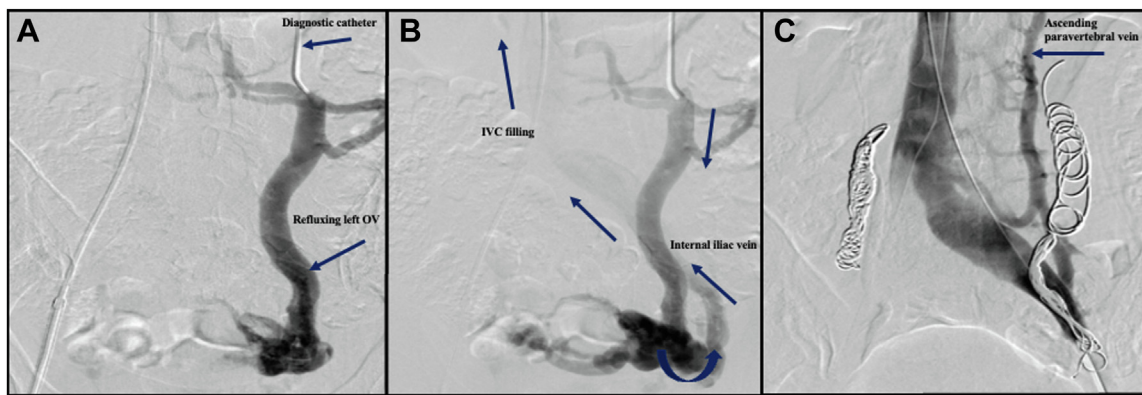 A
Diagnostic catheter
Refluxing left OV
B
IVC filling
Internal iliac vein
C
Ascending
paravertebral vein